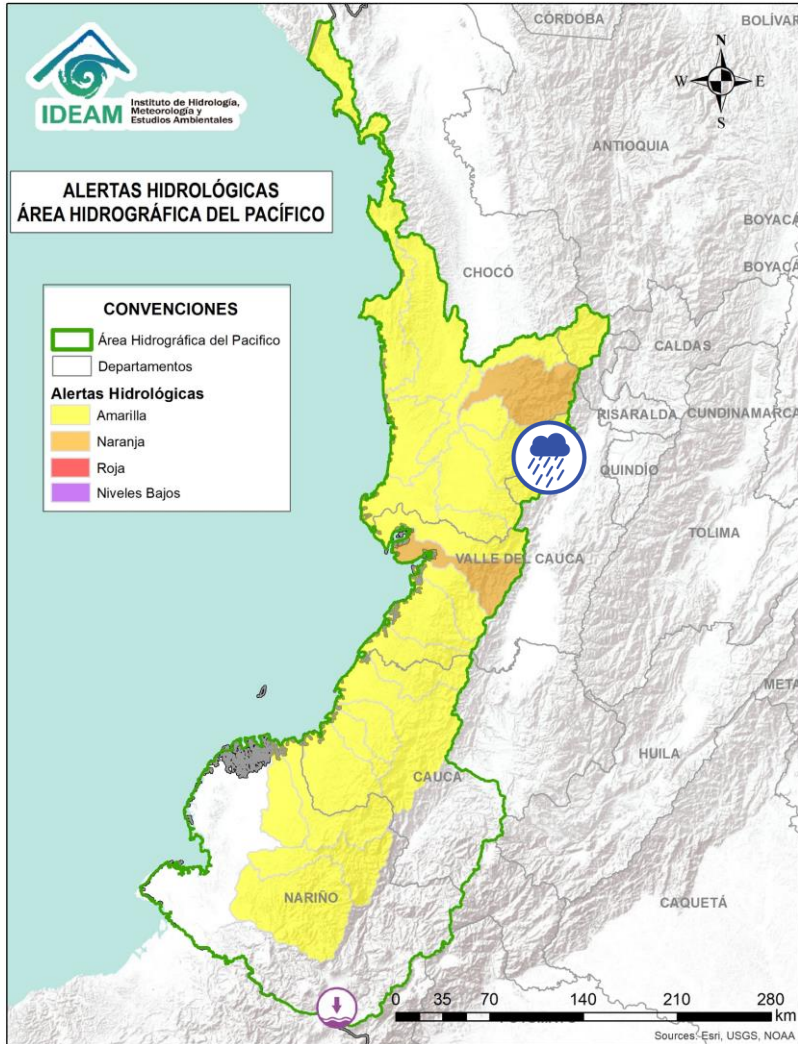 IDEAM
Instituto de Hidrología,
Meteorología y
Estudios Ambientales
ALERTAS HIDROLÓGICAS
ÁREA HIDROGRÁFICA DEL PACÍFICO
CONVENCIONES
Área Hidrográfica del Pacífico
Departamentos
Alertas Hidrológicas
Amarilla
Naranja
Roja
Niveles Bajos
N
W E
S
CÓRDOBA
BOLÍVAR
ANTIOQUIA
BOYACÁ
CHOCÓ
BOYACÁ
CALDAS
RISARALDA
CUNDINAMARCA
QUINDÍO
TOLIMA
VALLE DEL CAUCA
META
HUILA
CAUCA
NARIÑO
CAQUETÁ
0 35 70 140 210 280
km
Sources: Esri, USGS, NOAA